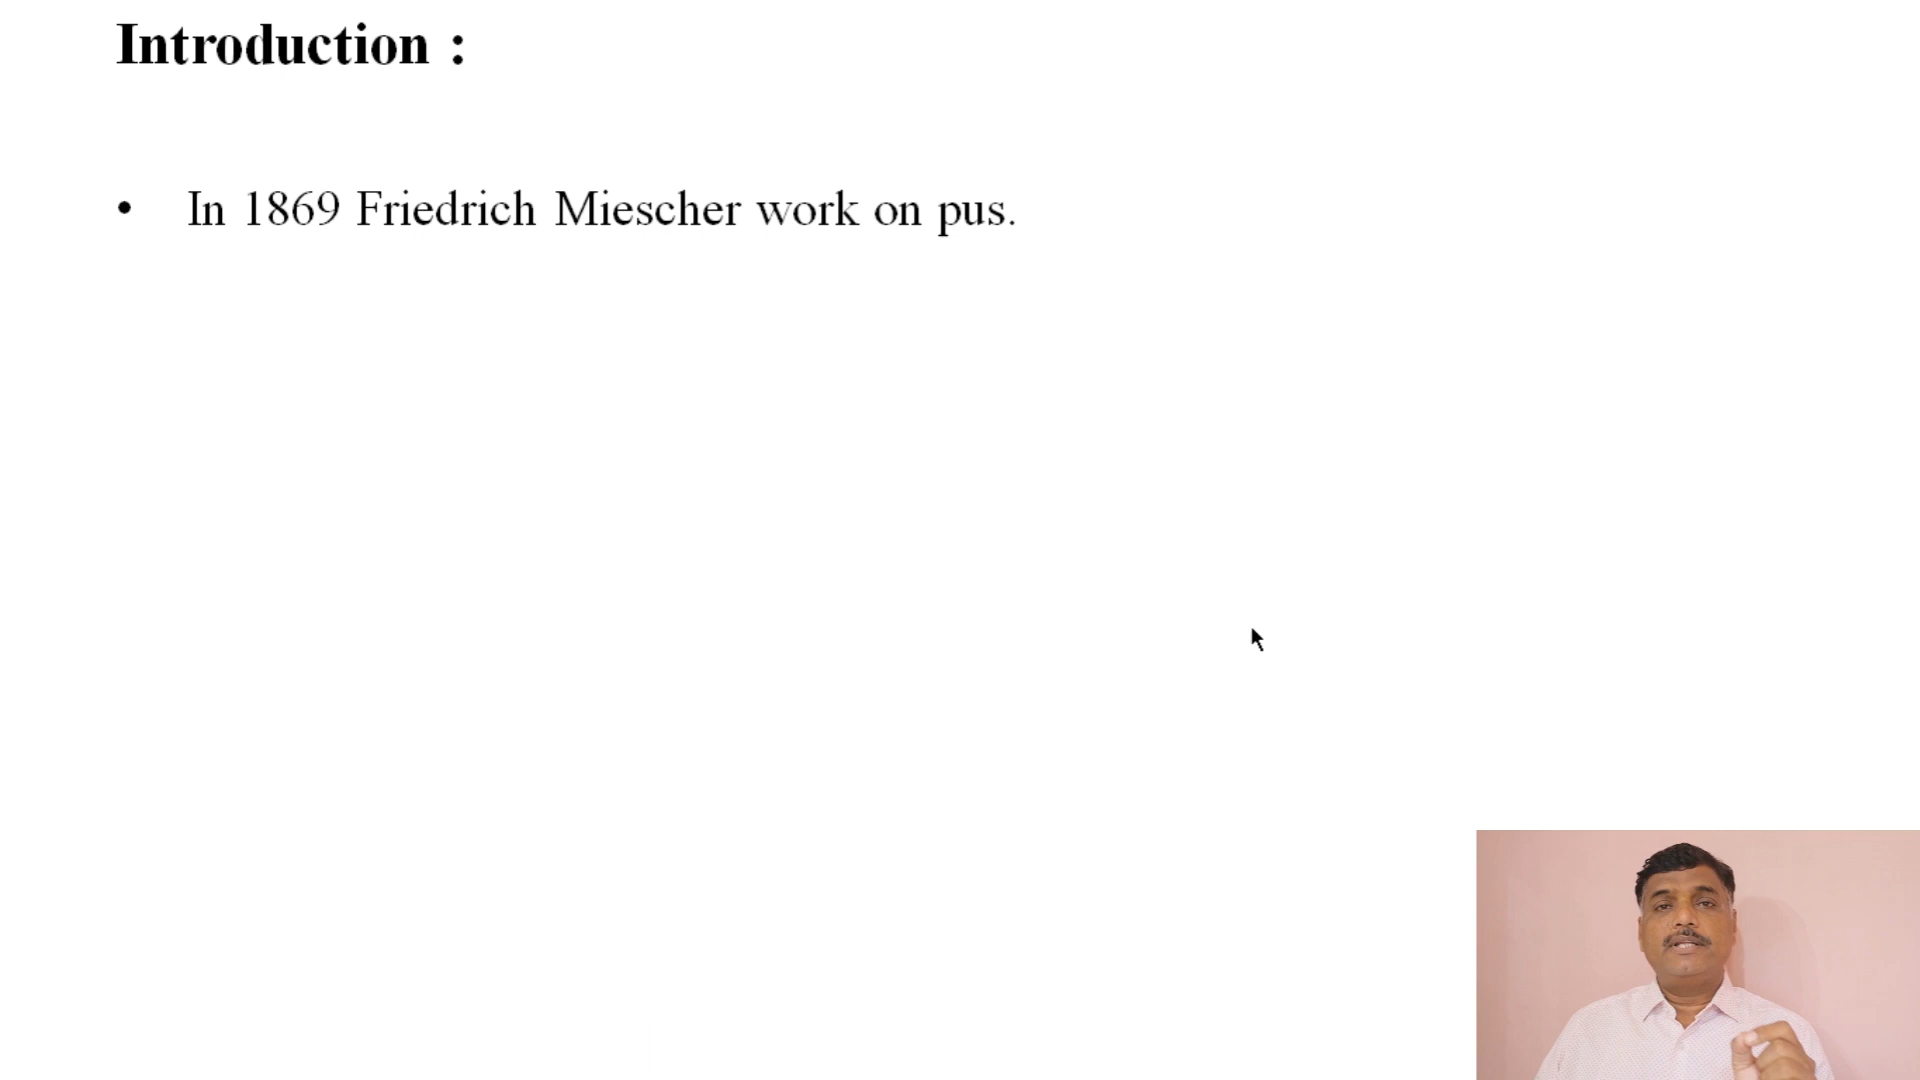 Introduction :
• In 1869 Friedrich Miescher work on pus.